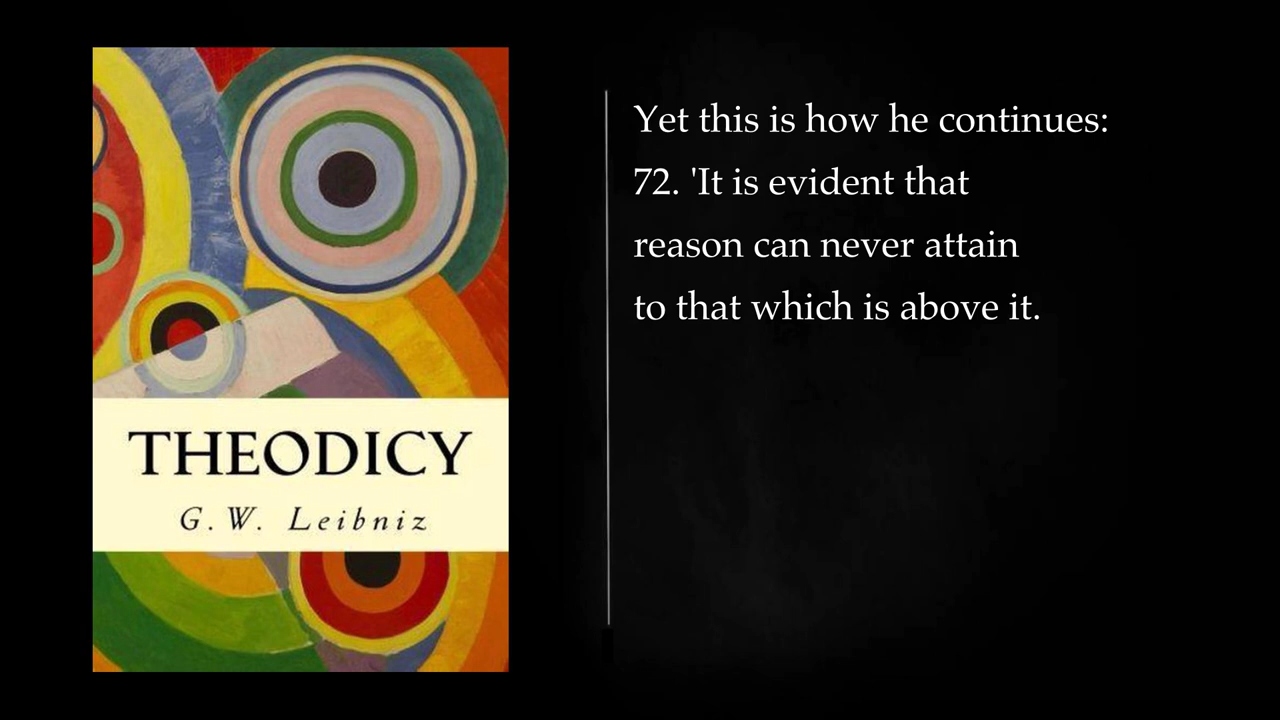 THEODICY
G. W. Leibniz
Yet this is how he continues:
72. 'It is evident that
reason can never attain
to that which is above it.